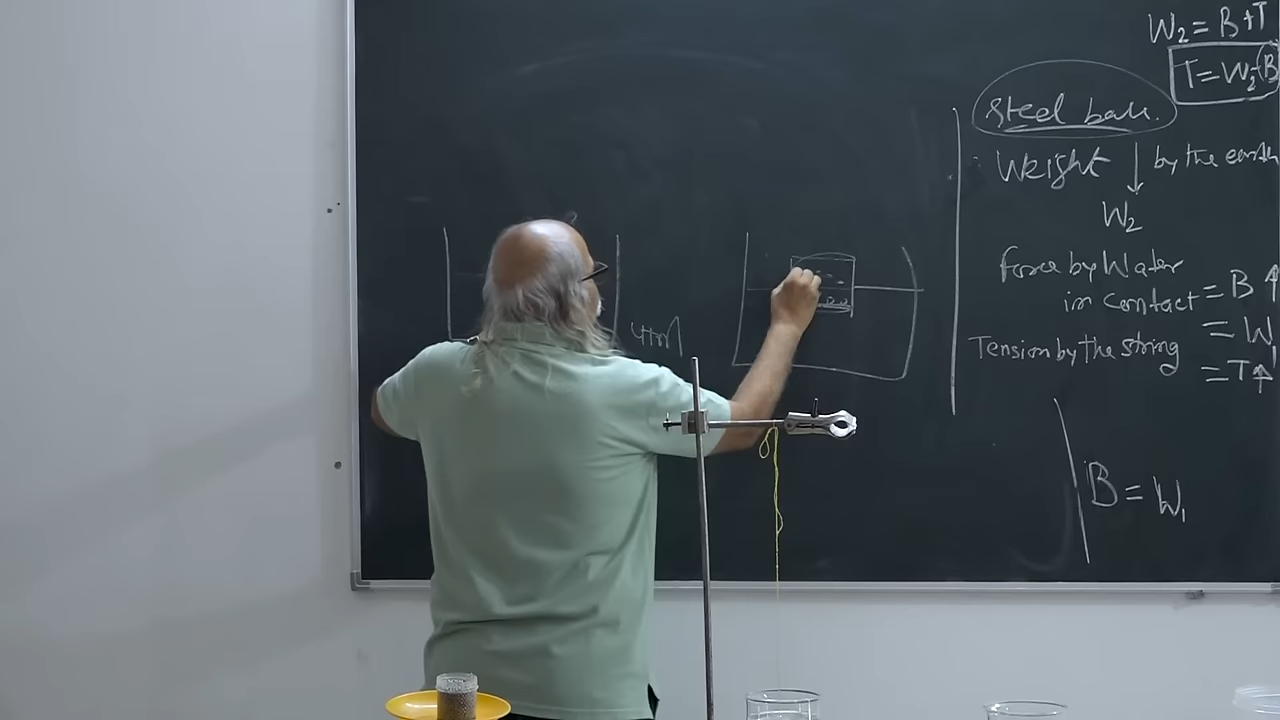 W₂ = B+T
T = W₂-B
Steel ball.
Weight ↓ by the earth
W₂
Force by Water
in contact = B ↑
= W₁
Tension by the string = T↑
B = W₁